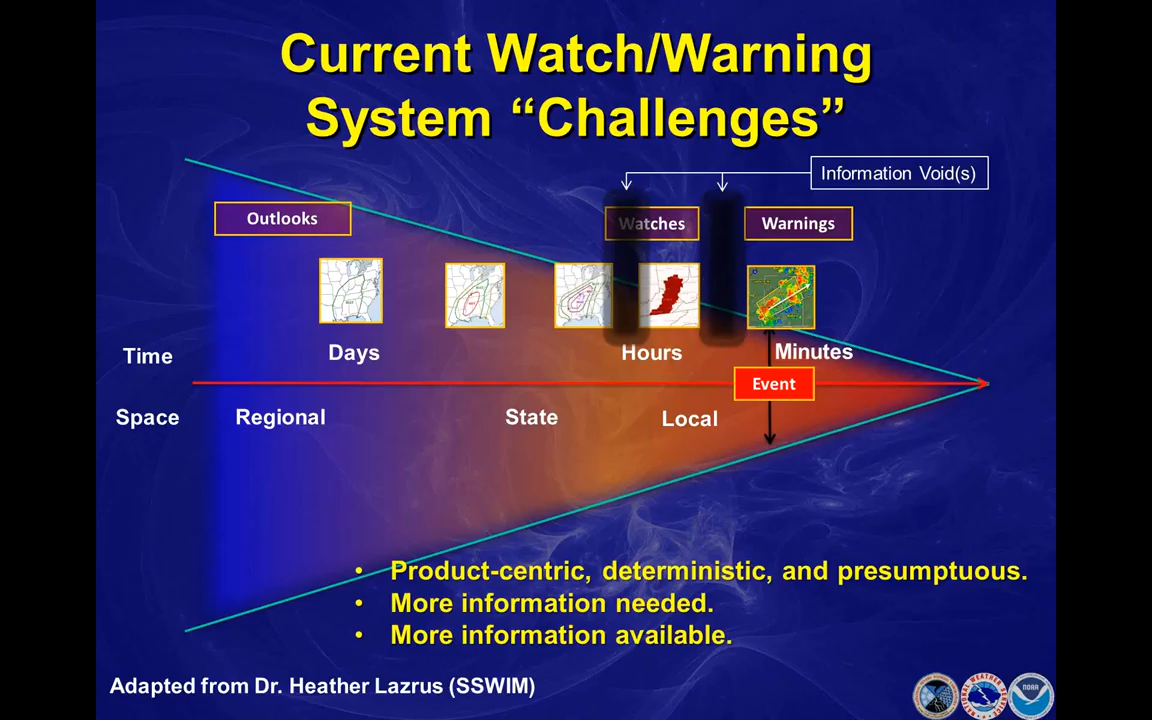 Current Watch/Warning
System “Challenges”
Information Void(s)
Outlooks
Watches
Warnings
Time
Days
Hours
Minutes
Event
Space
Regional
State
Local
• Product-centric, deterministic, and presumptuous.
• More information needed.
• More information available.
Adapted from Dr. Heather Lazrus (SSWIM)
NOAA